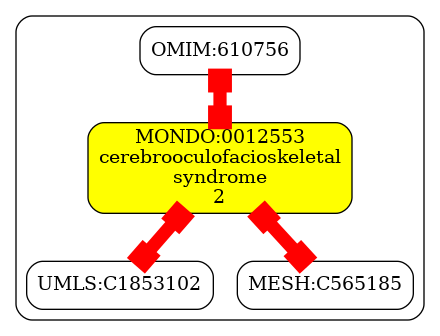 OMIM:610756
MONDO:0012553
cerebrooculofacioskeletal
syndrome
2
UMLS:C1853102
MESH:C565185